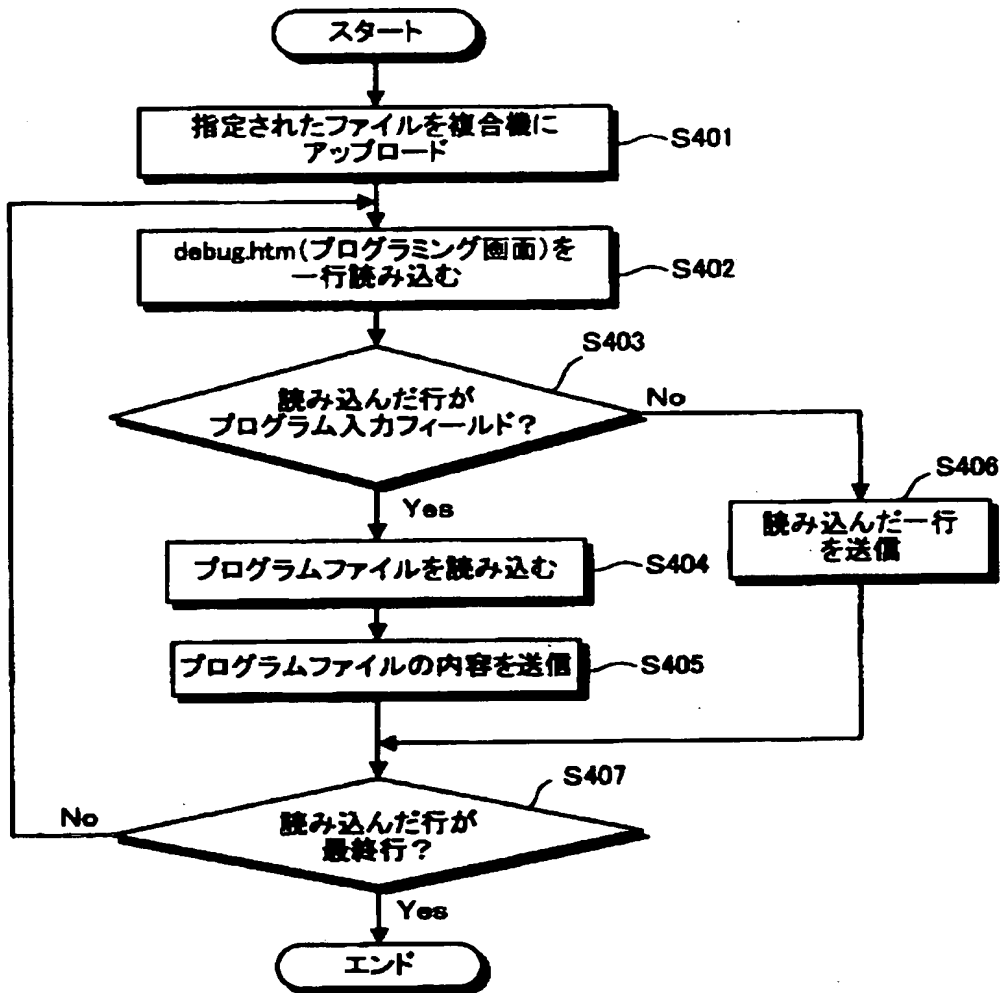 スタート
指定されたファイルを複合機に
アップロード
S401
debug.htm(プログラミング画面)を
一行読み込む
S402
S403
読み込んだ行が
プログラム入力フィールド?
No
Yes
S406
読み込んだ一行
を送信
プログラムファイルを読み込む
S404
プログラムファイルの内容を送信
S405
S407
読み込んだ行が
最終行?
No
Yes
エンド